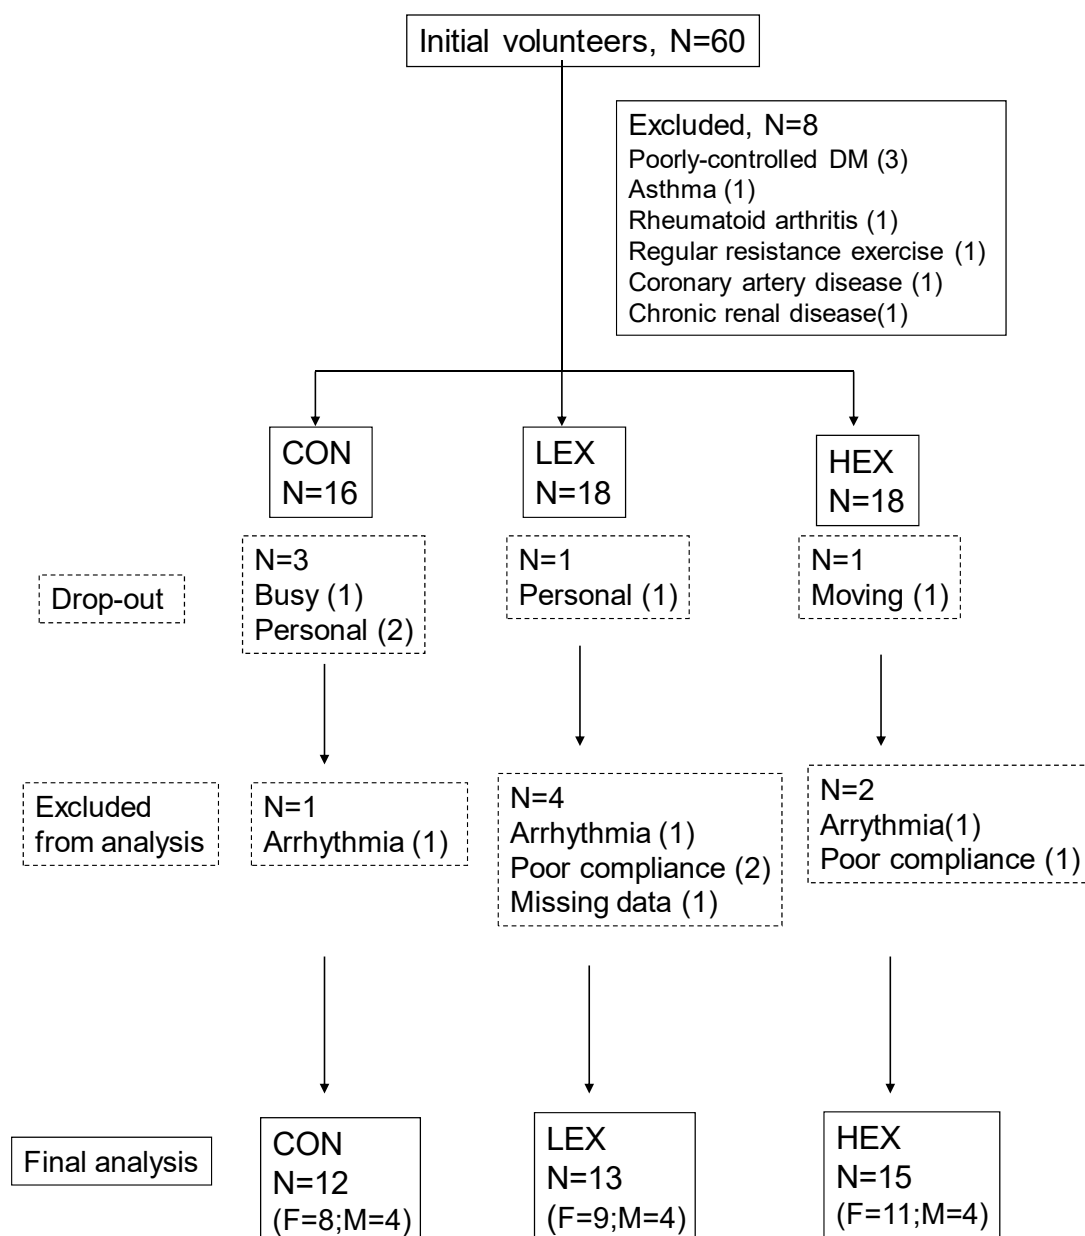 Initial volunteers, N=60
Excluded, N=8
Poorly-controlled DM (3)
Asthma (1)
Rheumatoid arthritis (1)
Regular resistance exercise (1)
Coronary artery disease (1)
Chronic renal disease(1)
CON
N=16
LEX
N=18
HEX
N=18
Drop-out
N=3
Busy (1)
Personal (2)
N=1
Personal (1)
N=1
Moving (1)
Excluded
from analysis
N=1
Arrhythmia (1)
N=4
Arrhythmia (1)
Poor compliance (2)
Missing data (1)
N=2
Arrythmia(1)
Poor compliance (1)
Final analysis
CON
N=12
(F=8;M=4)
LEX
N=13
(F=9;M=4)
HEX
N=15
(F=11;M=4)